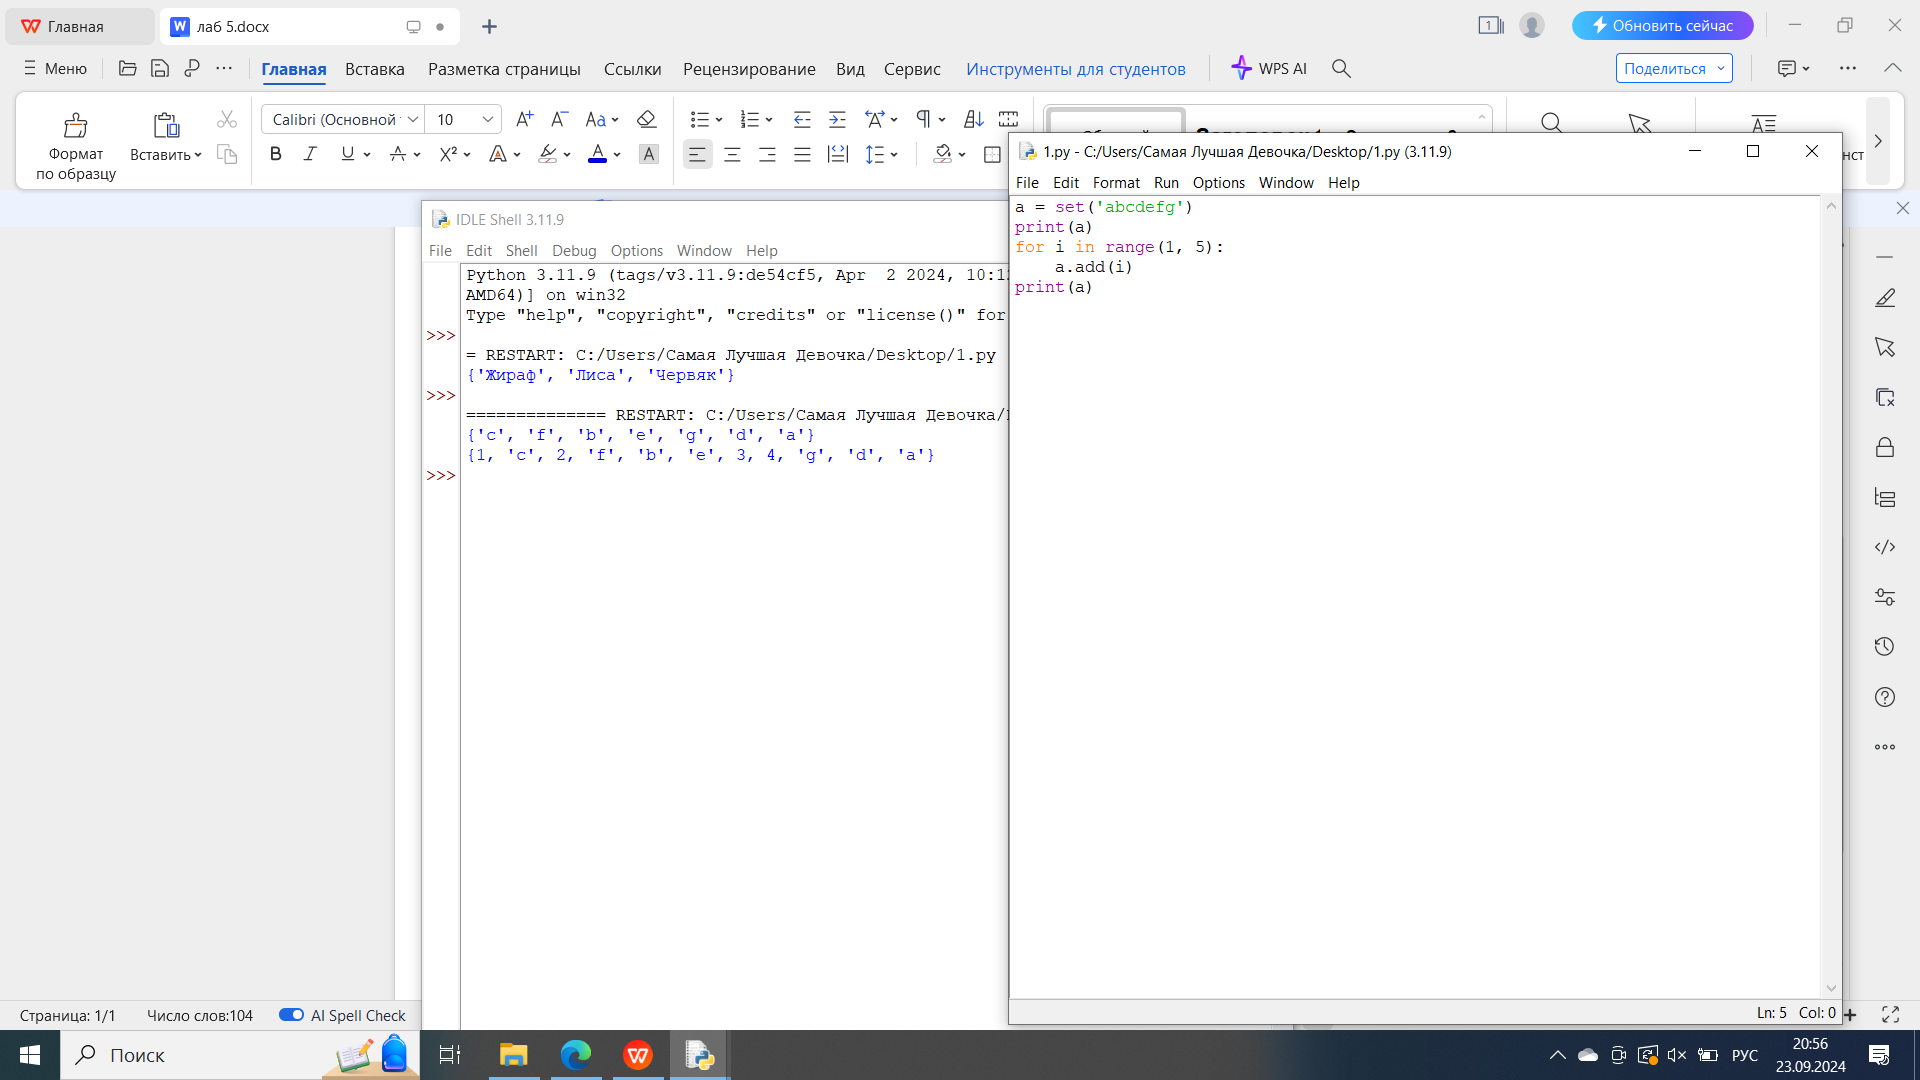 Главная
лаб 5.docx
1
Обновить сейчас
Меню
Главная
Вставка
Разметка страницы
Ссылки
Рецензирование
Вид
Сервис
Инструменты для студентов
WPS AI
Поделиться
Формат
по образцу
Вставить
Calibri (Основной
10
1.py - C:/Users/Самая Лучшая Девочка/Desktop/1.py (3.11.9)
File Edit Format Run Options Window Help
a = set('abcdefg')
print(a)
for i in range(1, 5):
    a.add(i)
print(a)
Ln: 5 Col: 0
IDLE Shell 3.11.9
File Edit Shell Debug Options Window Help
Python 3.11.9 (tags/v3.11.9:de54cf5, Apr  2 2024, 10:1
AMD64)] on win32
Type "help", "copyright", "credits" or "license()" for
>>>
= RESTART: C:/Users/Самая Лучшая Девочка/Desktop/1.py
{'Жираф', 'Лиса', 'Червяк'}
>>>
============== RESTART: C:/Users/Самая Лучшая Девочка/
{'c', 'f', 'b', 'e', 'g', 'd', 'a'}
{1, 'c', 2, 'f', 'b', 'e', 3, 4, 'g', 'd', 'a'}
>>>
Страница: 1/1
Число слов:104
AI Spell Check
Поиск
РУС
20:56
23.09.2024